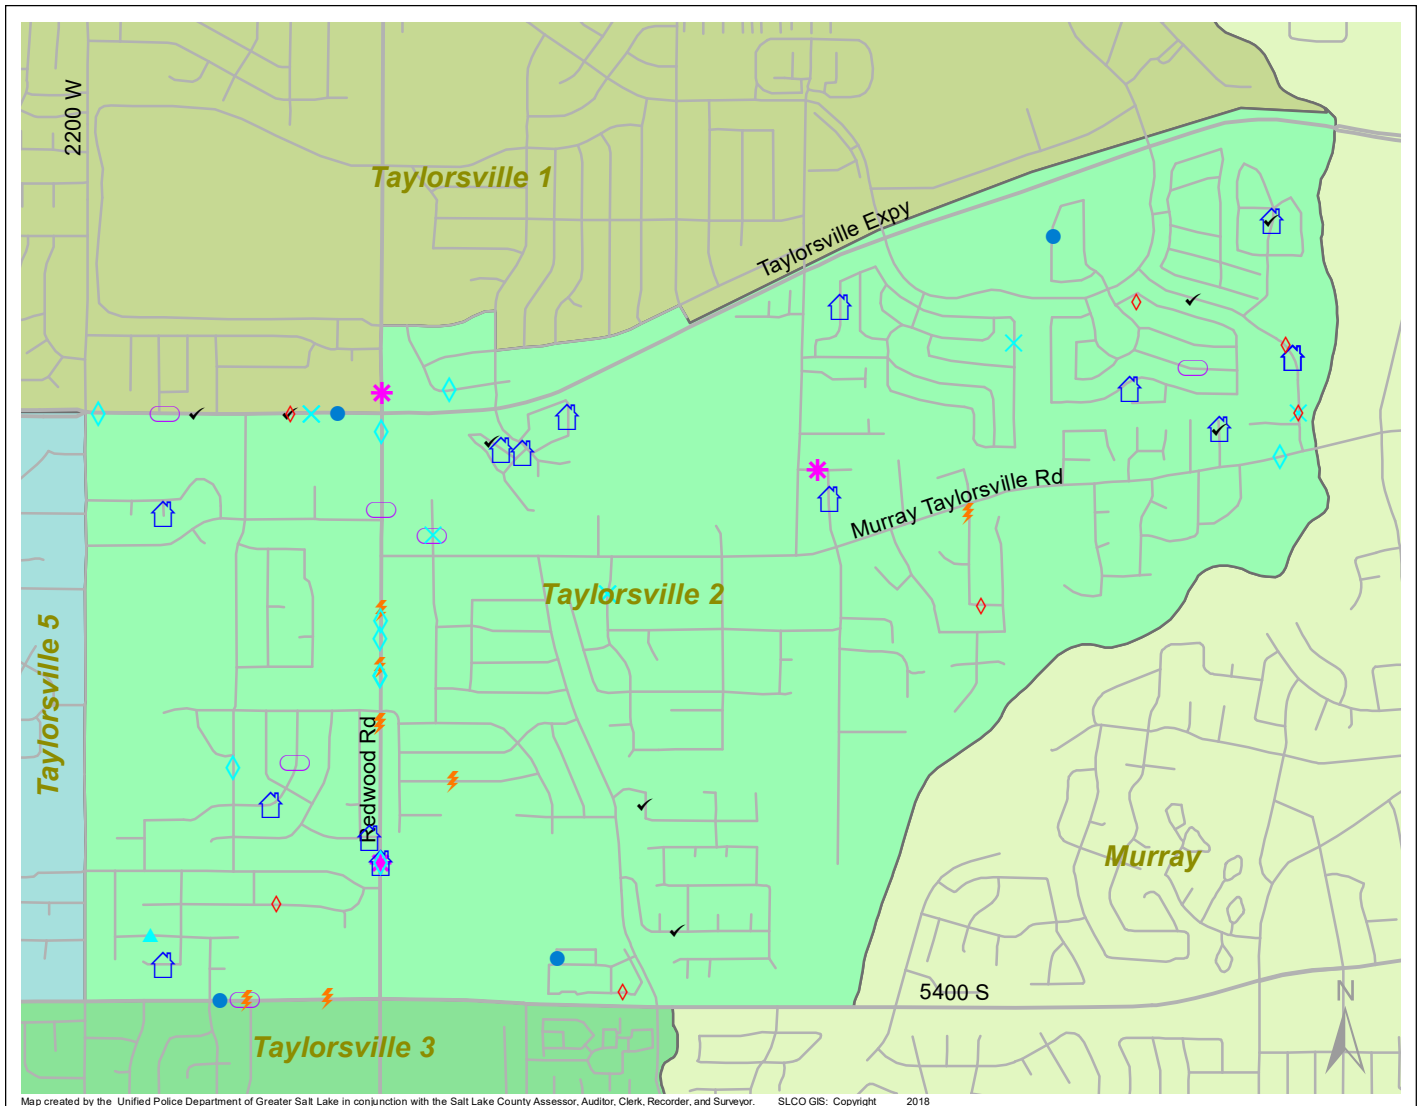 2200 W
Taylorsville 1
Taylorsville Expy
Murray Taylorsville Rd
Taylorsville 2
Taylorsville 5
Redwood Rd
Murray
5400 S
N
Taylorsville 3
Map created by the Unified Police Department of Greater Salt Lake in conjunction with the Salt Lake County Assessor, Auditor, Clerk, Recorder, and Surveyor. SLCO GIS: Copyright 2018